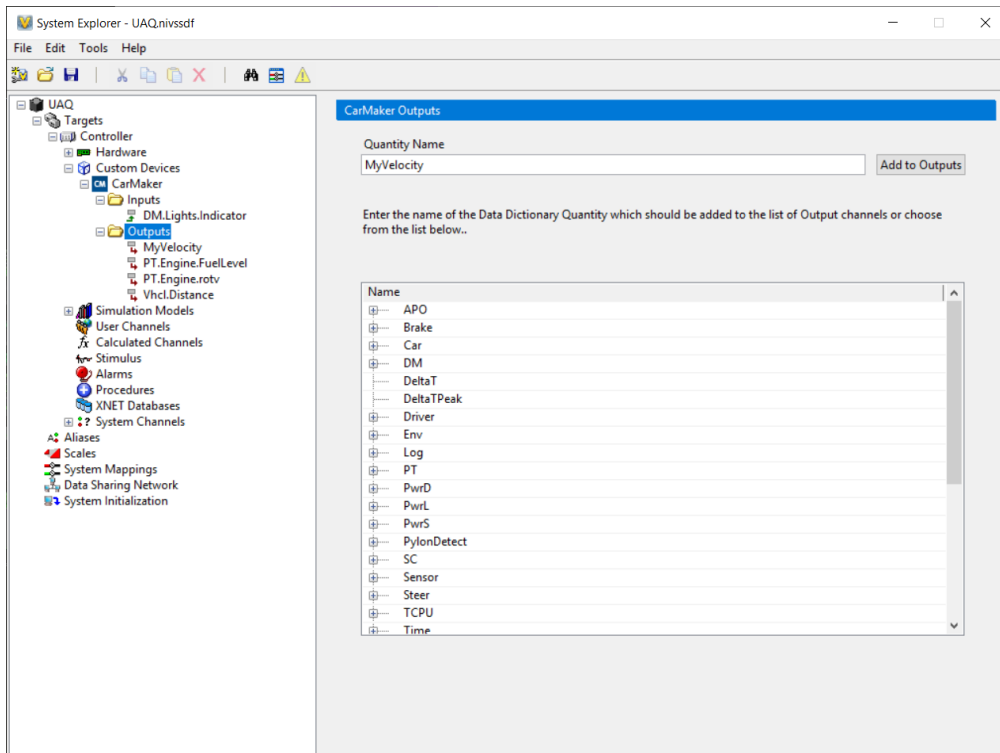 System Explorer - UAQ.nivssdf
File Edit Tools Help
UAQ
Targets
Controller
Hardware
Custom Devices
CM CarMaker
Inputs
DM.Lights.Indicator
Outputs
MyVelocity
PT.Engine.FuelLevel
PT.Engine.rotv
Vhcl.Distance
Simulation Models
User Channels
fx Calculated Channels
Stimulus
Alarms
Procedures
XNET Databases
System Channels
Aliases
Scales
System Mappings
Data Sharing Network
System Initialization
CarMaker Outputs
Quantity Name
MyVelocity Add to Outputs
Enter the name of the Data Dictionary Quantity which should be added to the list of Output channels or choose
from the list below..
Name
APO
Brake
Car
DM
DeltaT
DeltaTPeak
Driver
Env
Log
PT
PwrD
PwrL
PwrS
PylonDetect
SC
Sensor
Steer
TCPU
Time